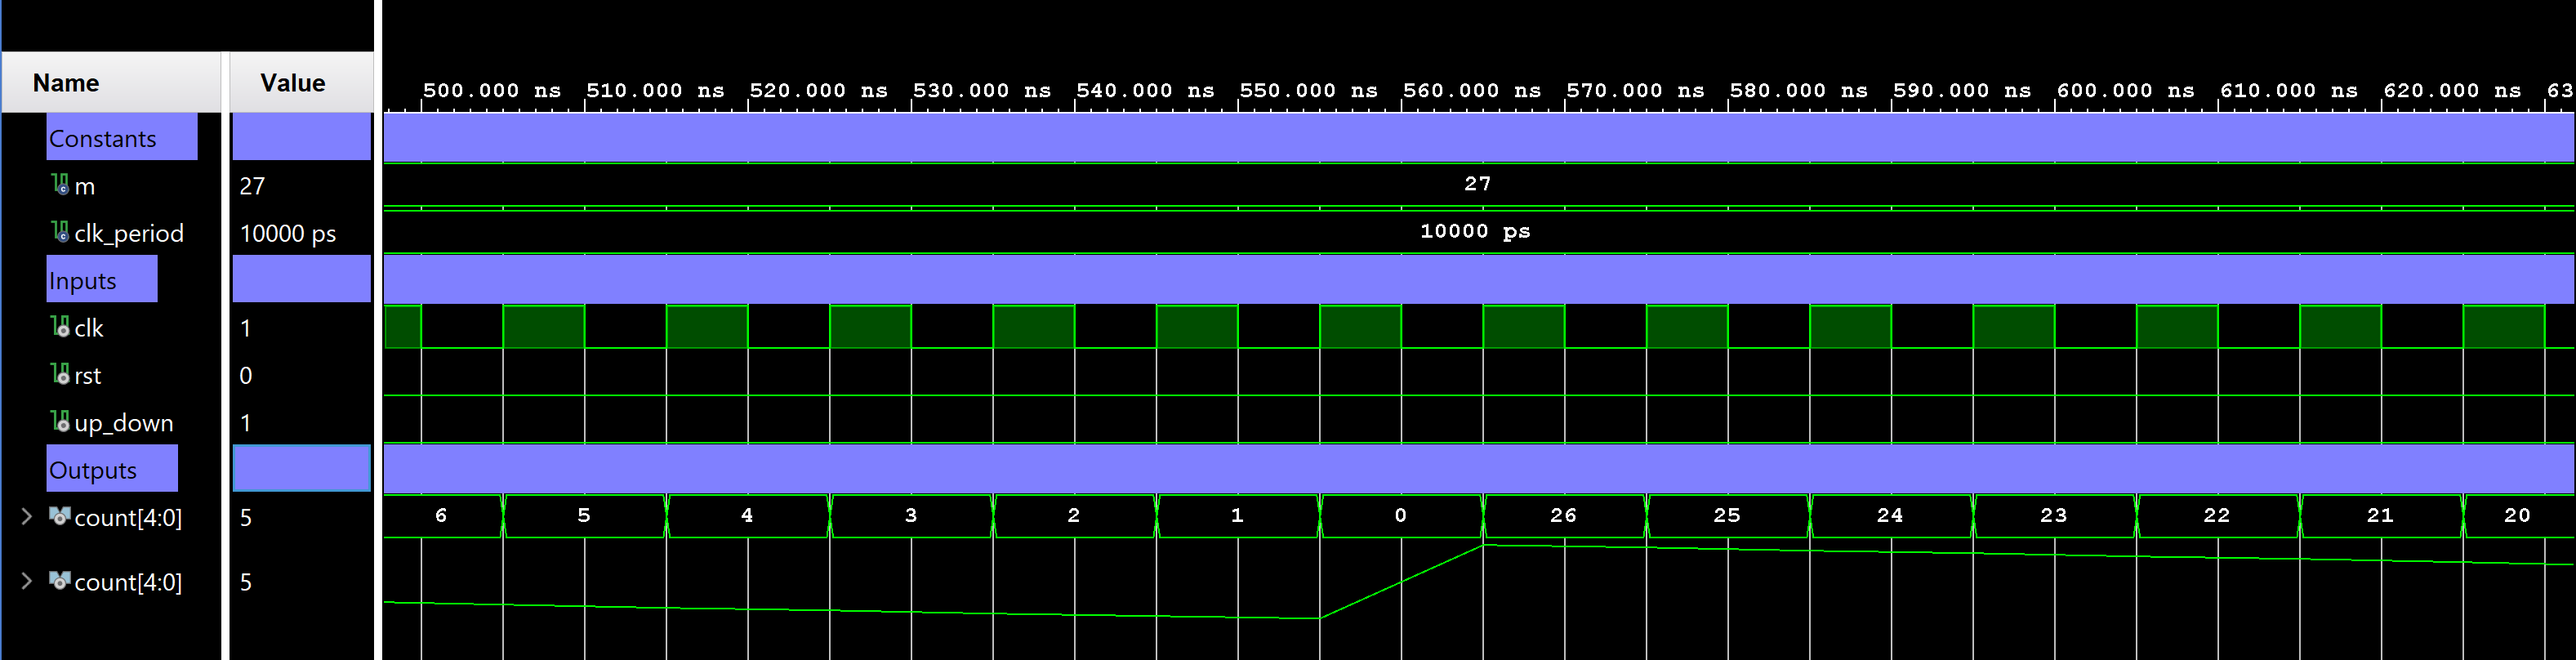 Name Value 500.000 ns 510.000 ns 520.000 ns 530.000 ns 540.000 ns 550.000 ns 560.000 ns 570.000 ns 580.000 ns 590.000 ns 600.000 ns 610.000 ns 620.000 ns 63
Constants
m 27 27
clk_period 10000 ps 10000 ps
Inputs
clk 1
rst 0
up_down 1
Outputs
count[4:0] 5 6 5 4 3 2 1 0 26 25 24 23 22 21 20
count[4:0] 5